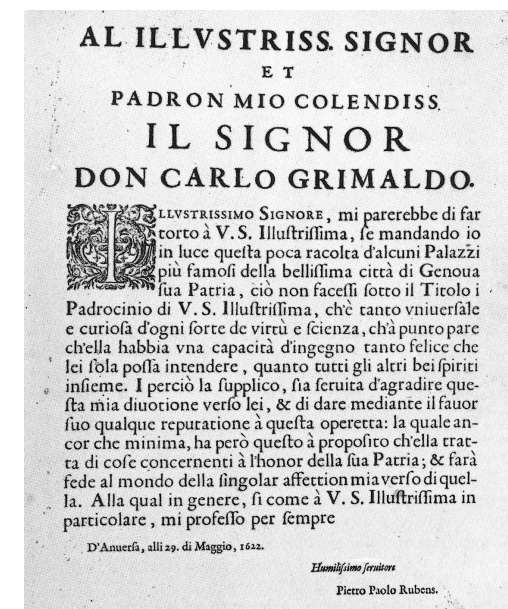 AL ILLVSTRISS. SIGNOR
ET
PADRON MIO COLENDISS.
IL SIGNOR
DON CARLO GRIMALDO.
ILLVSTRISSIMO SIGNORE, mi parerebbe di far
torto à V. S. Illuſtriſſima, ſe mandando io
in luce queſta poca racolta d'alcuni Palazzi
più famoſi della belliſſima città di Genoua
ſua Patria, ciò non faceſſi ſotto il Titolo i
Padrocinio di V. S. Illuſtriſſima, ch'è tanto vniuerſale
e curioſa d'ogni ſorte de virtù e ſcienza, ch'à punto pare
ch'ella habbia vna capacità d'ingegno tanto felice che
lei ſola poſſa intendere, quanto tutti gli altri bei ſpiriti
inſieme. I perciò la ſupplico, ſia ſeruita d'agradire que-
ſta mia diuotione verſo lei, & di dare mediante il fauor
ſuo qualque reputatione à queſta operetta: la quale an-
cor che minima, ha però queſto à propoſito ch'ella trat-
ta di coſe concernenti à l'honor della ſua Patria; & farà
fede al mondo della ſingolar affettion mia verſo di quel-
la. Alla qual in genere, ſi come à V. S. Illuſtriſſima in
particolare, mi profeſſo per ſempre
D'Anuerſa, alli 29. di Maggio, 1622.
Humiliſſimo ſeruitore
Pietro Paolo Rubens.